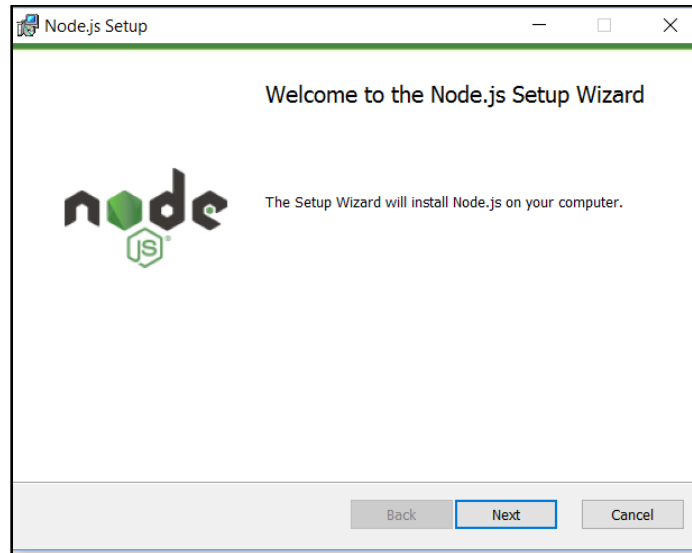 Node.js Setup
Welcome to the Node.js Setup Wizard
node
JS
The Setup Wizard will install Node.js on your computer.
Back Next Cancel